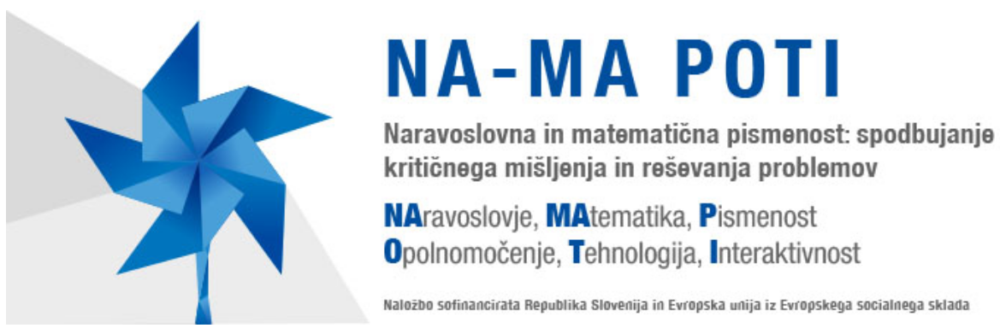 NA-MA POTI
Naravoslovna in matematična pismenost: spodbujanje
kritičnega mišljenja in reševanja problemov
NAravoslovje, MAtematika, Pismenost
Opolnomočenje, Tehnologija, Interaktivnost
Naložbo sofinancirata Republika Slovenija in Evropska unija iz Evropskega socialnega sklada